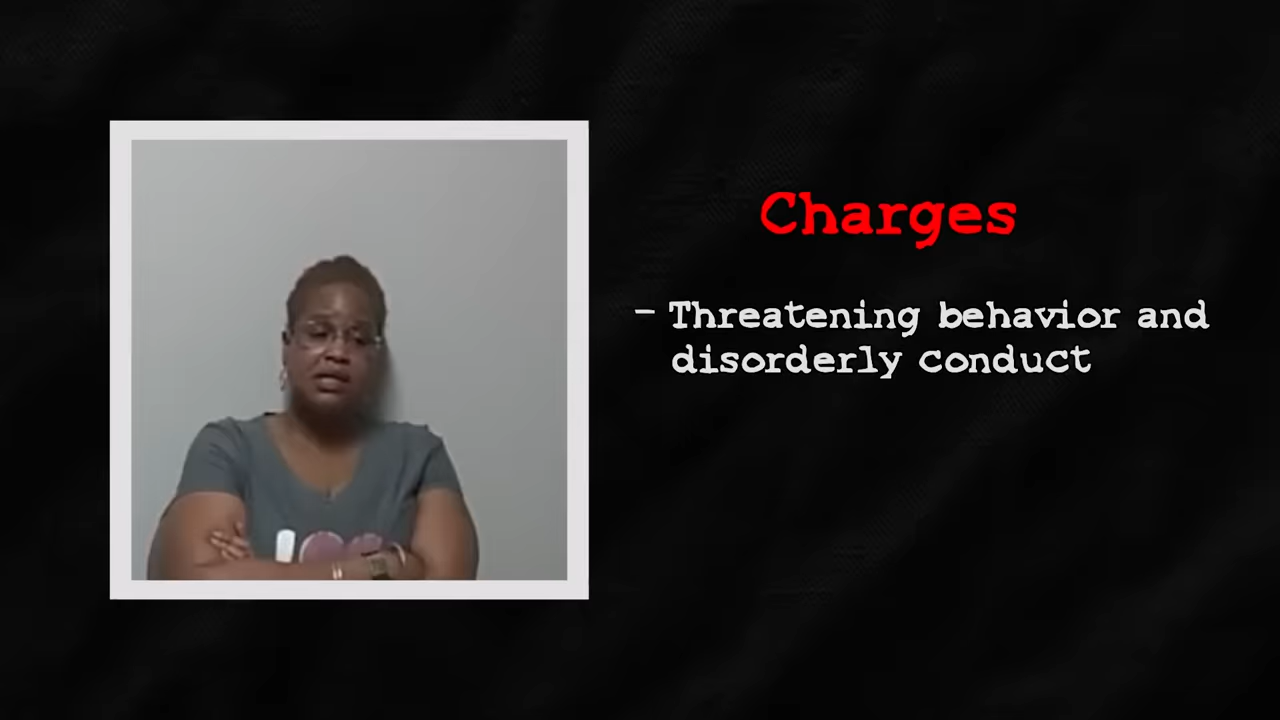 Charges
- Threatening behavior and
disorderly conduct
I